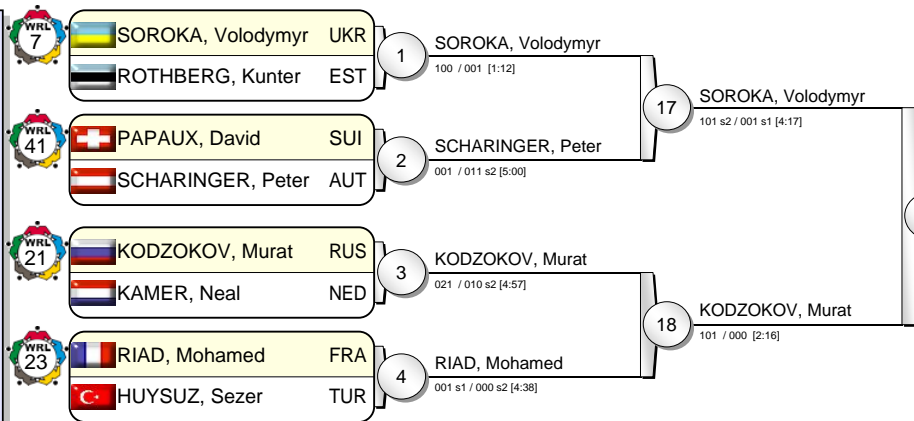 WRL
7
SOROKA, Volodymyr UKR
ROTHBERG, Kunter EST
1
SOROKA, Volodymyr
100 / 001 [1:12]
WRL
41
PAPAUX, David SUI
SCHARINGER, Peter AUT
2
SCHARINGER, Peter
001 / 011 s2 [5:00]
17
SOROKA, Volodymyr
101 s2 / 001 s1 [4:17]
WRL
21
KODZOKOV, Murat RUS
KAMER, Neal NED
3
KODZOKOV, Murat
021 / 010 s2 [4:57]
WRL
23
RIAD, Mohamed FRA
HUYSUZ, Sezer TUR
4
RIAD, Mohamed
001 s1 / 000 s2 [4:38]
18
KODZOKOV, Murat
101 / 000 [2:16]